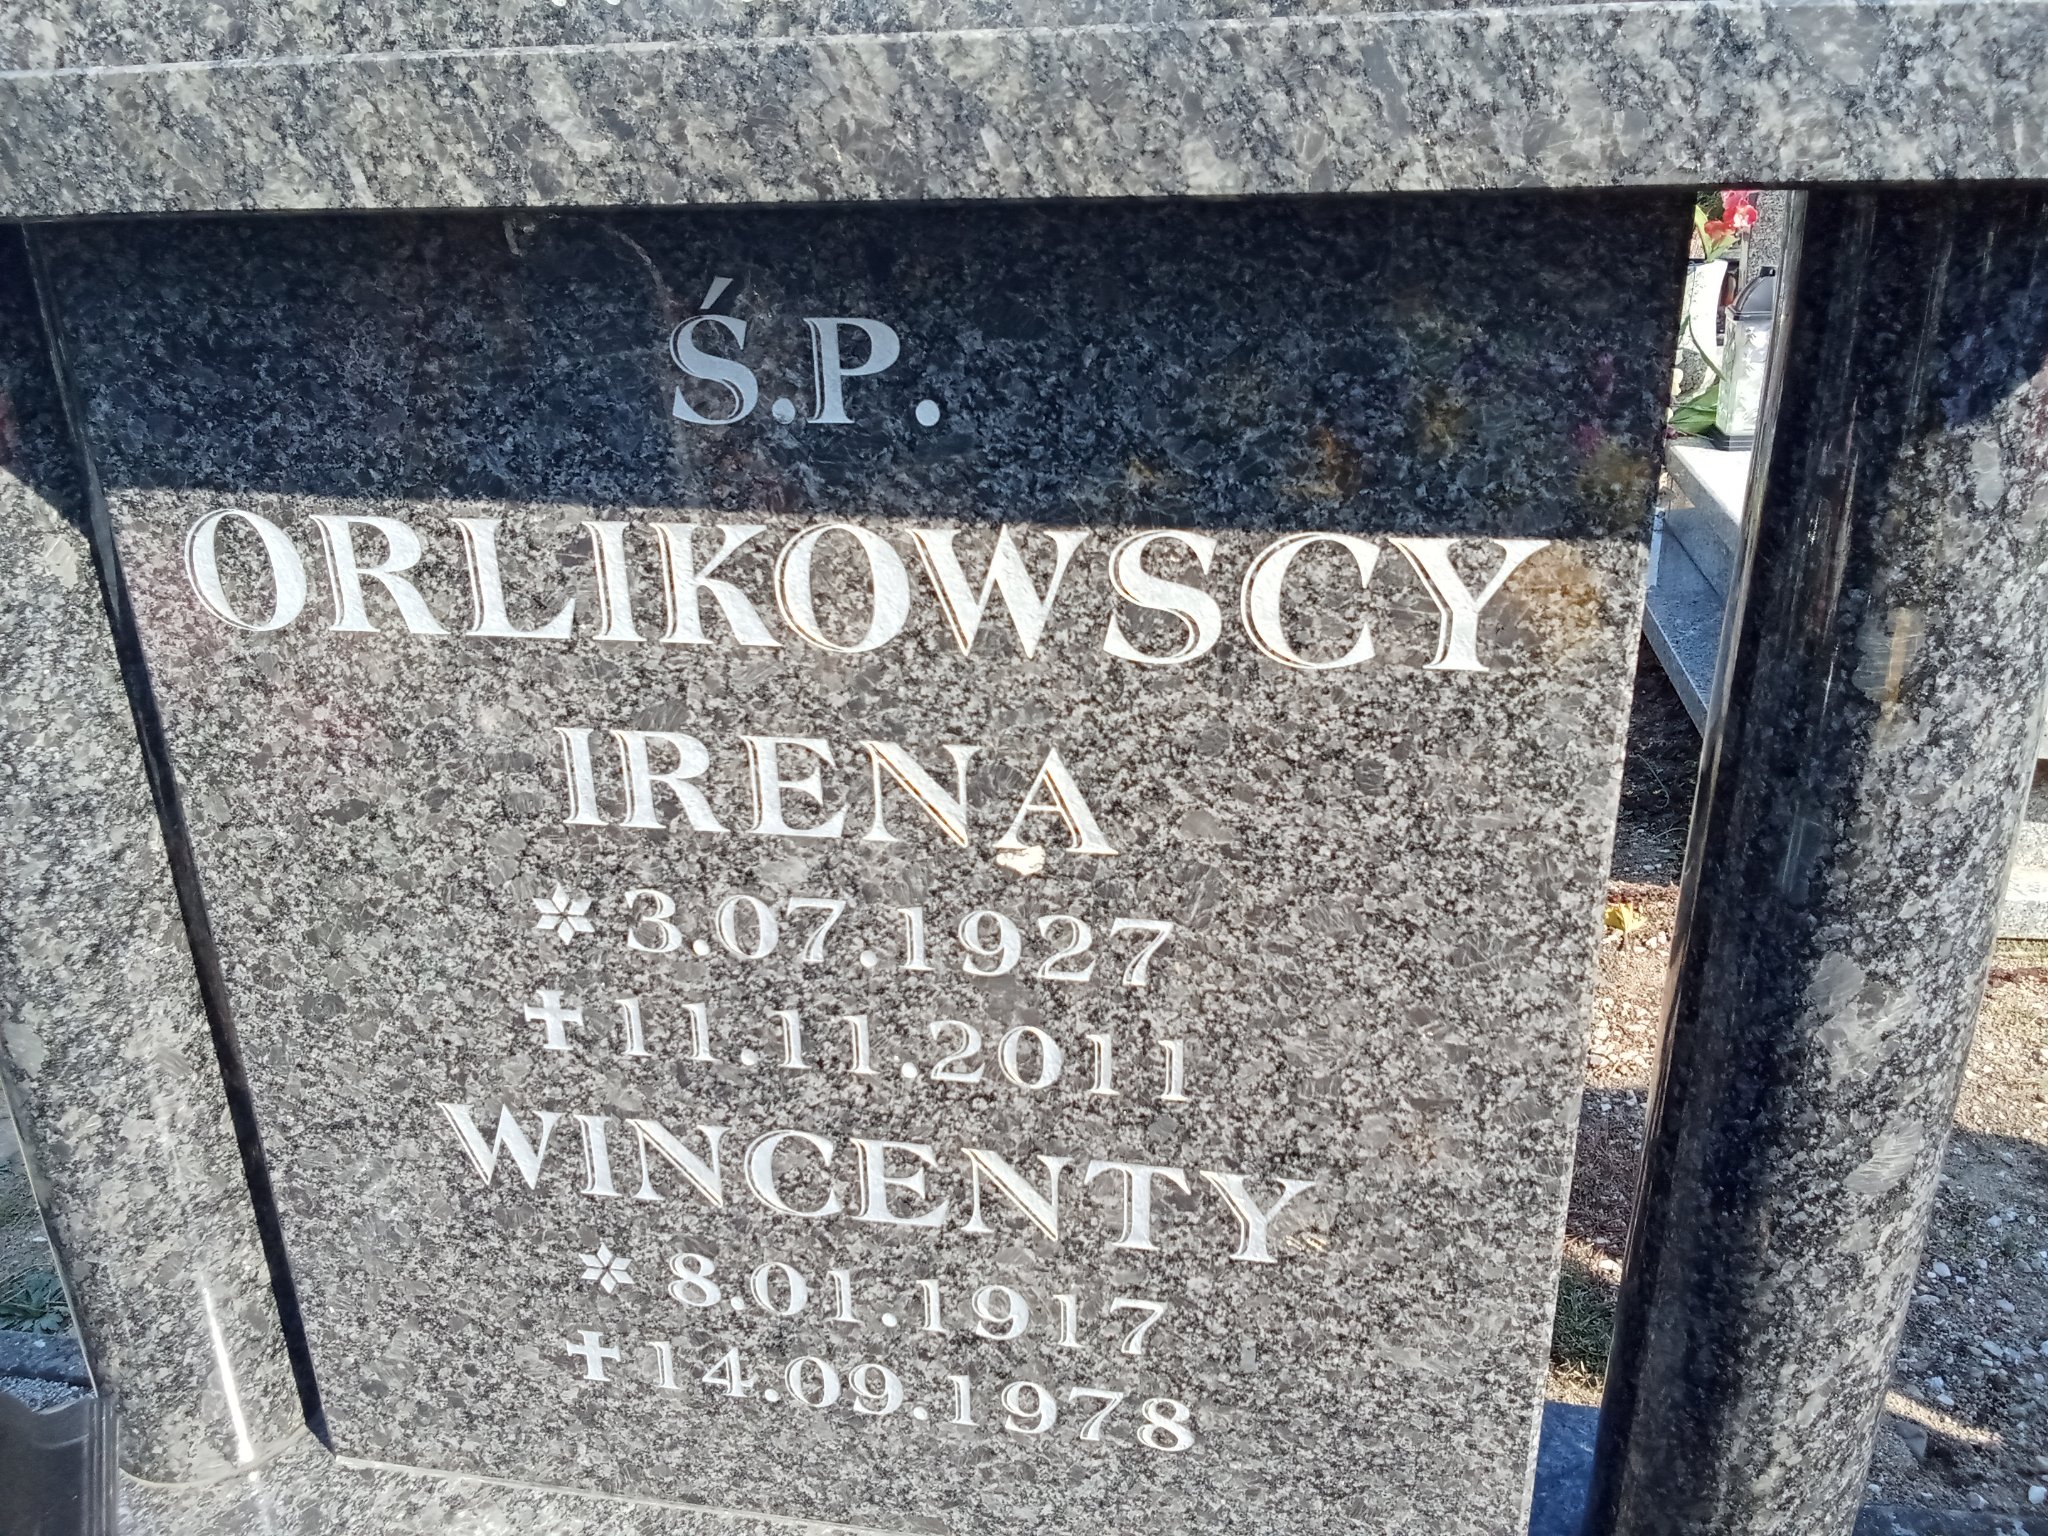 Ś.P.
ORLIKOWSCY
IRENA
* 3.07.1927
✝ 11.11.2011
WINCENTY
* 8.01.1917
✝ 14.09.1978